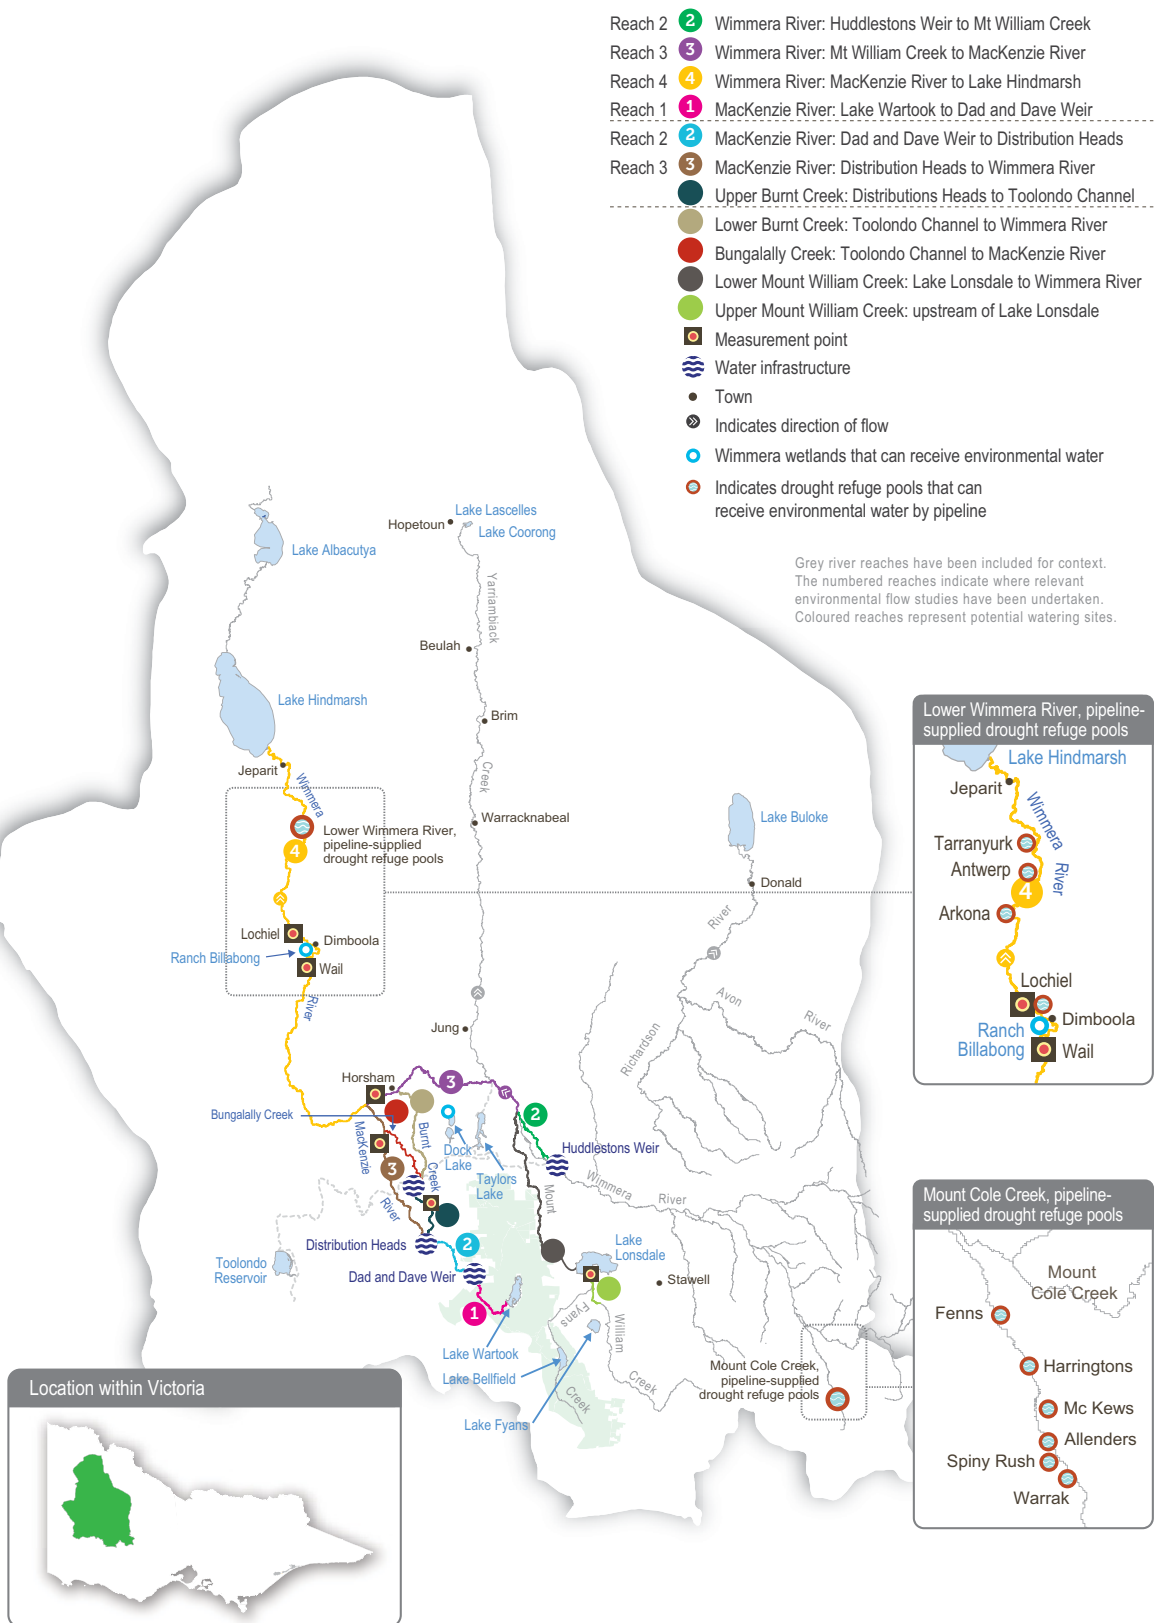 Reach 2 2 Wimmera River: Huddlestons Weir to Mt William Creek
Reach 3 3 Wimmera River: Mt William Creek to MacKenzie River
Reach 4 4 Wimmera River: MacKenzie River to Lake Hindmarsh
Reach 1 1 MacKenzie River: Lake Wartook to Dad and Dave Weir
Reach 2 2 MacKenzie River: Dad and Dave Weir to Distribution Heads
Reach 3 3 MacKenzie River: Distribution Heads to Wimmera River
Upper Burnt Creek: Distributions Heads to Toolondo Channel
Lower Burnt Creek: Toolondo Channel to Wimmera River
Bungalally Creek: Toolondo Channel to MacKenzie River
Lower Mount William Creek: Lake Lonsdale to Wimmera River
Upper Mount William Creek: upstream of Lake Lonsdale
Measurement point
Water infrastructure
Town
Indicates direction of flow
Wimmera wetlands that can receive environmental water
Indicates drought refuge pools that can
receive environmental water by pipeline
Grey river reaches have been included for context.
The numbered reaches indicate where relevant
environmental flow studies have been undertaken.
Coloured reaches represent potential watering sites.
Lake Lascelles
Hopetoun
Lake Coorong
Lake Albacutya
Yarriambiack
Beulah
Lake Hindmarsh
Brim
Creek
Jeparit
Wimmera
Warracknabeal
Lake Buloke
Lower Wimmera River,
pipeline-supplied
drought refuge pools
4
Donald
River
Lochiel
Dimboola
Ranch Billabong
Wail
River
Avon
River
Richardson
Jung
Horsham
3
2
Bungalally Creek
MacKenzie
Burnt
Creek
Dock
Lake
Taylors
Lake
Huddlestons Weir
3
River
Mount
Wimmera
River
Distribution Heads
2
Lake
Lonsdale
Toolondo
Reservoir
Dad and Dave Weir
Stawell
1
Fyans
William
Lake Wartook
Lake Bellfield
Creek
Creek
Lake Fyans
Mount Cole Creek,
pipeline-supplied
drought refuge pools
Lower Wimmera River, pipeline-
supplied drought refuge pools
Lake Hindmarsh
Jeparit
Wimmera
River
Tarranyurk
Antwerp
4
Arkona
Lochiel
Dimboola
Ranch
Billabong
Wail
Mount Cole Creek, pipeline-
supplied drought refuge pools
Mount
Cole Creek
Fenns
Harringtons
Mc Kews
Allenders
Spiny Rush
Warrak
Location within Victoria